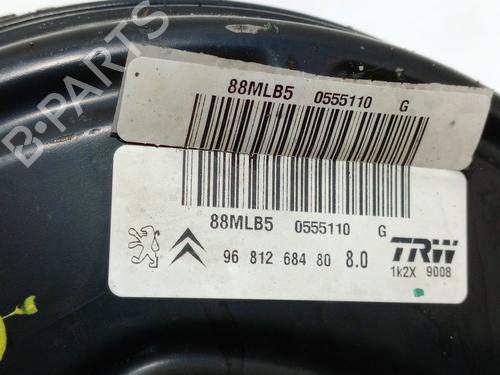 B-PARTS
88MLB5 0555110 G
88MLB5 0555110 G
96 812 684 80 8.0
TRW
1k2X 9008